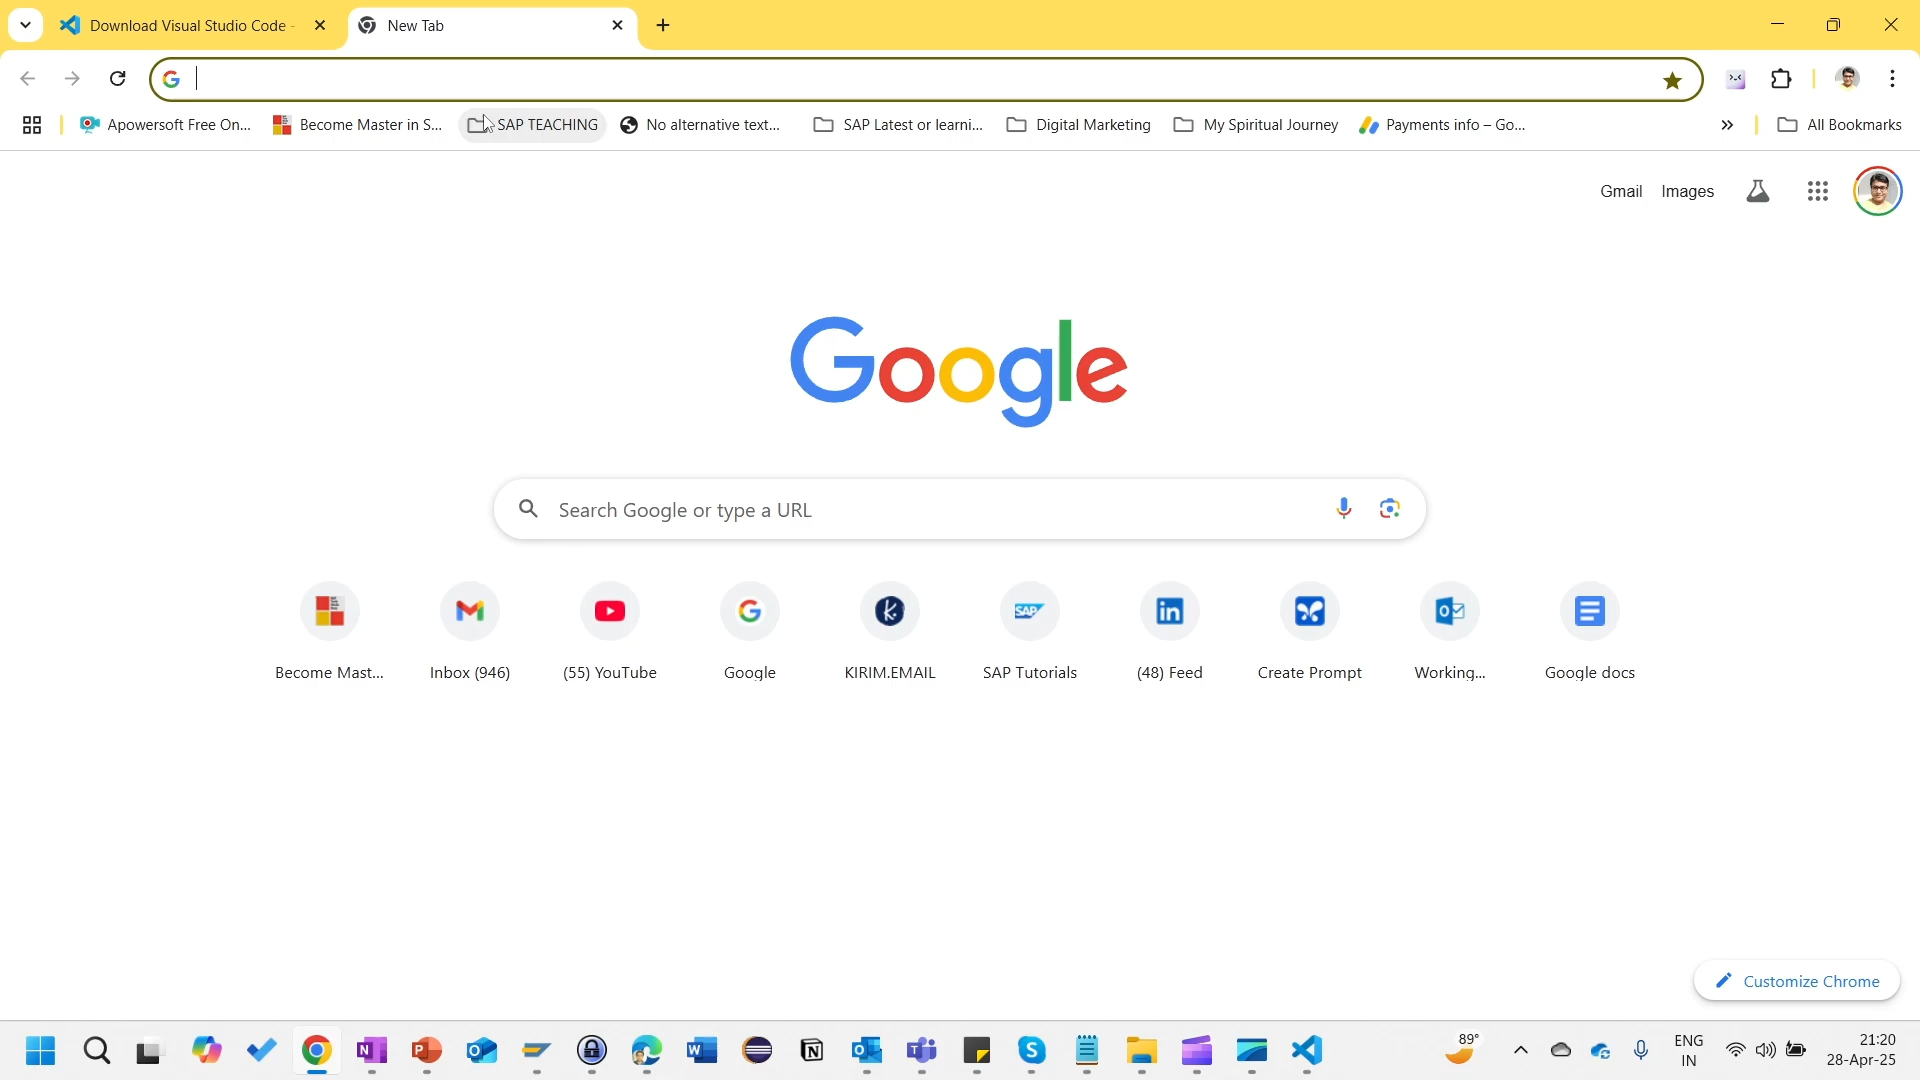 Download Visual Studio Code -
New Tab
Apowersoft Free On...
Become Master in S...
SAP TEACHING
No alternative text...
SAP Latest or learni...
Digital Marketing
My Spiritual Journey
Payments info – Go...
All Bookmarks
Gmail
Images
Google
Search Google or type a URL
Become Mast...
Inbox (946)
(55) YouTube
Google
KIRIM.EMAIL
SAP Tutorials
(48) Feed
Create Prompt
Working...
Google docs
Customize Chrome
89°
ENG
IN
21:20
28-Apr-25